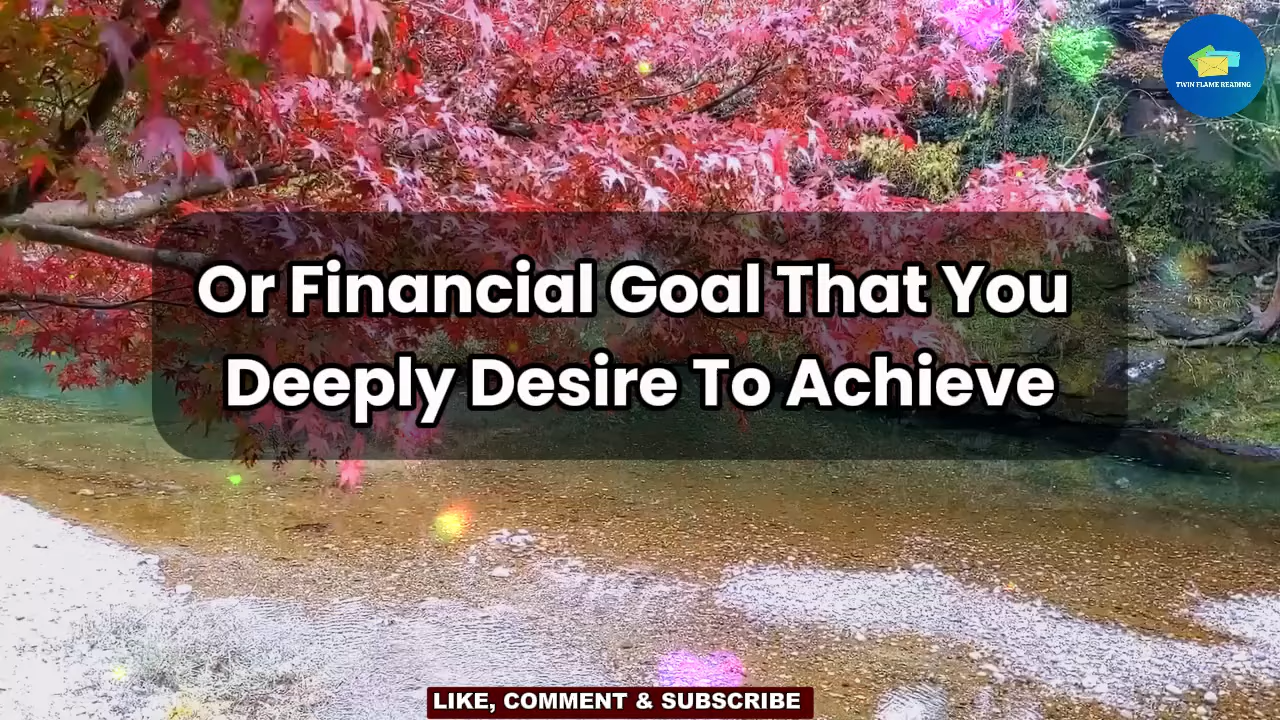 TWIN FLAME READING
Or Financial Goal That You
Deeply Desire To Achieve
LIKE, COMMENT & SUBSCRIBE